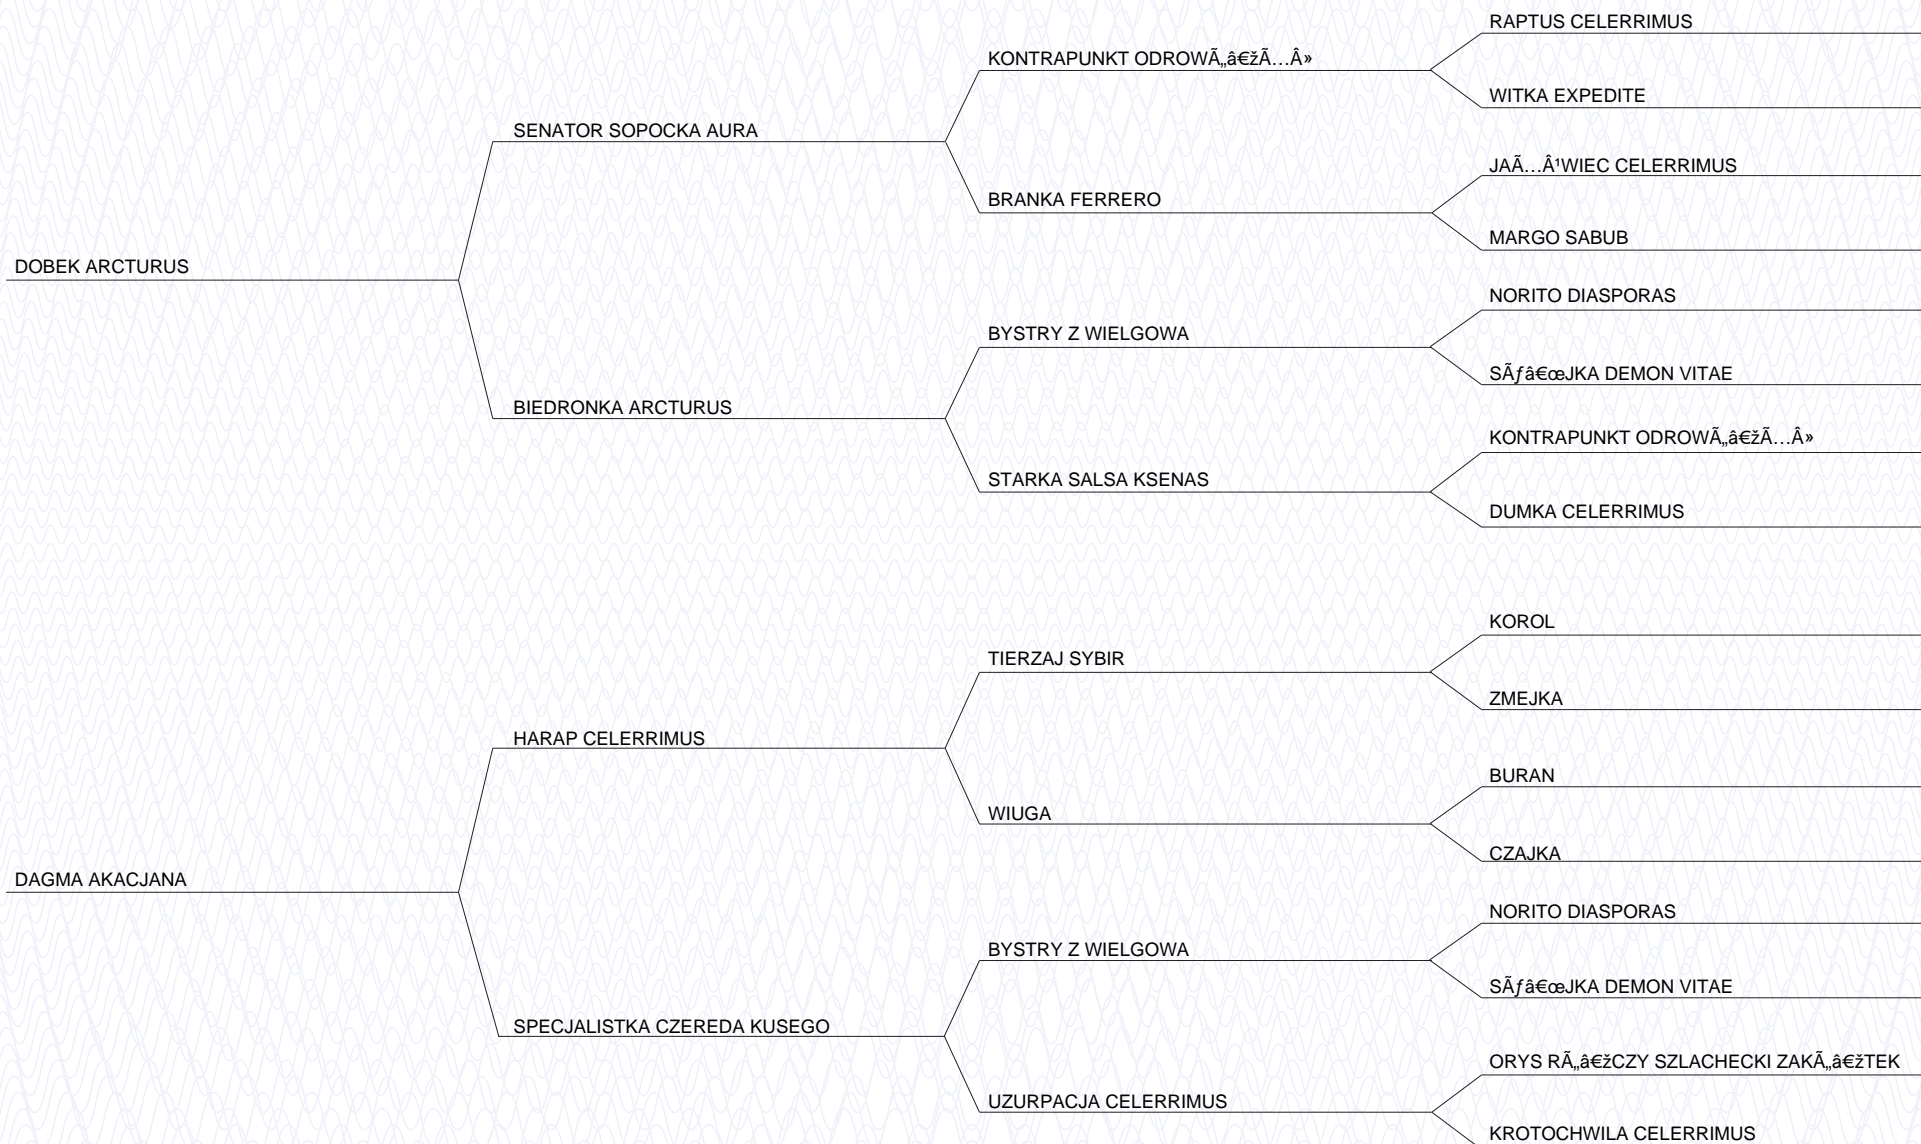 RAPTUS CELERRIMUS
KONTRAPUNKT ODROWÃ„â€žÃ…Â»
WITKA EXPEDITE
SENATOR SOPOCKA AURA
JAÃ…Â¹WIEC CELERRIMUS
BRANKA FERRERO
MARGO SABUB
DOBEK ARCTURUS
NORITO DIASPORAS
BYSTRY Z WIELGOWA
SÃƒâ€œJKA DEMON VITAE
BIEDRONKA ARCTURUS
KONTRAPUNKT ODROWÃ„â€žÃ…Â»
STARKA SALSA KSENAS
DUMKA CELERRIMUS
KOROL
TIERZAJ SYBIR
ZMEJKA
HARAP CELERRIMUS
BURAN
WIUGA
CZAJKA
DAGMA AKACJANA
NORITO DIASPORAS
BYSTRY Z WIELGOWA
SÃƒâ€œJKA DEMON VITAE
SPECJALISTKA CZEREDA KUSEGO
ORYS RÃ„â€žCZY SZLACHECKI ZAKÃ„â€žTEK
UZURPACJA CELERRIMUS
KROTOCHWILA CELERRIMUS